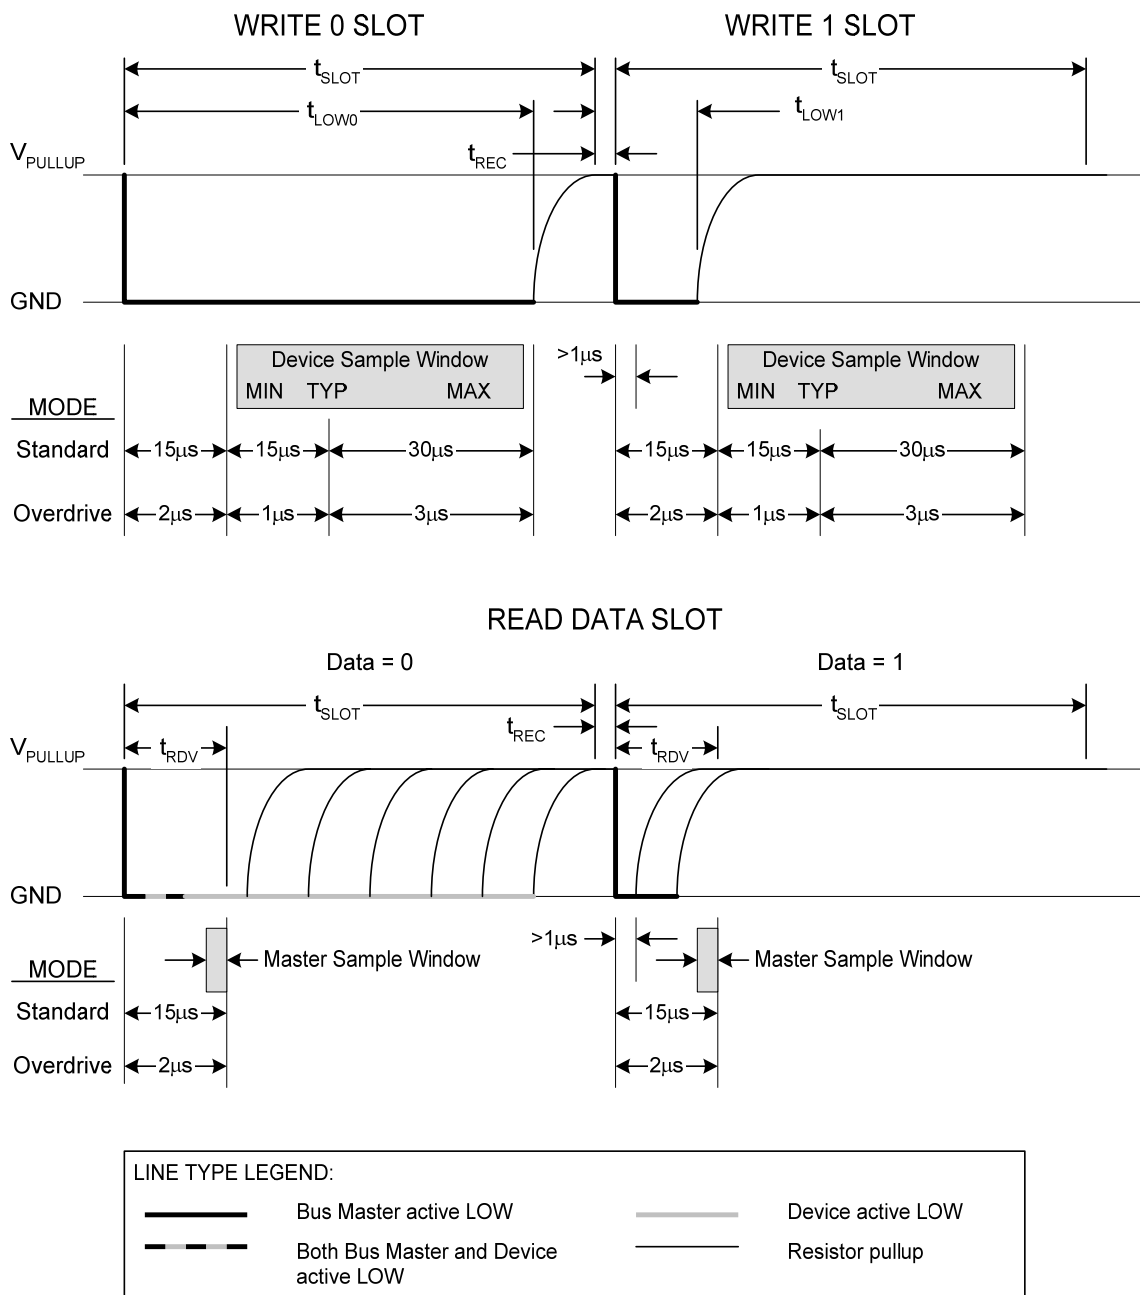 WRITE 0 SLOT WRITE 1 SLOT
tSLOT tSLOT
tLOW0 tLOW1
VPULLUP tREC
GND
Device Sample Window >1μs Device Sample Window
MIN TYP MAX MIN TYP MAX
MODE
Standard 15μs 15μs 30μs 15μs 15μs 30μs
Overdrive 2μs 1μs 3μs 2μs 1μs 3μs
READ DATA SLOT
Data = 0 Data = 1
tSLOT tSLOT
tREC
VPULLUP tRDV tRDV
GND
>1μs
MODE Master Sample Window Master Sample Window
Standard 15μs 15μs
Overdrive 2μs 2μs
LINE TYPE LEGEND:
Bus Master active LOW Device active LOW
Both Bus Master and Device Resistor pullup
active LOW